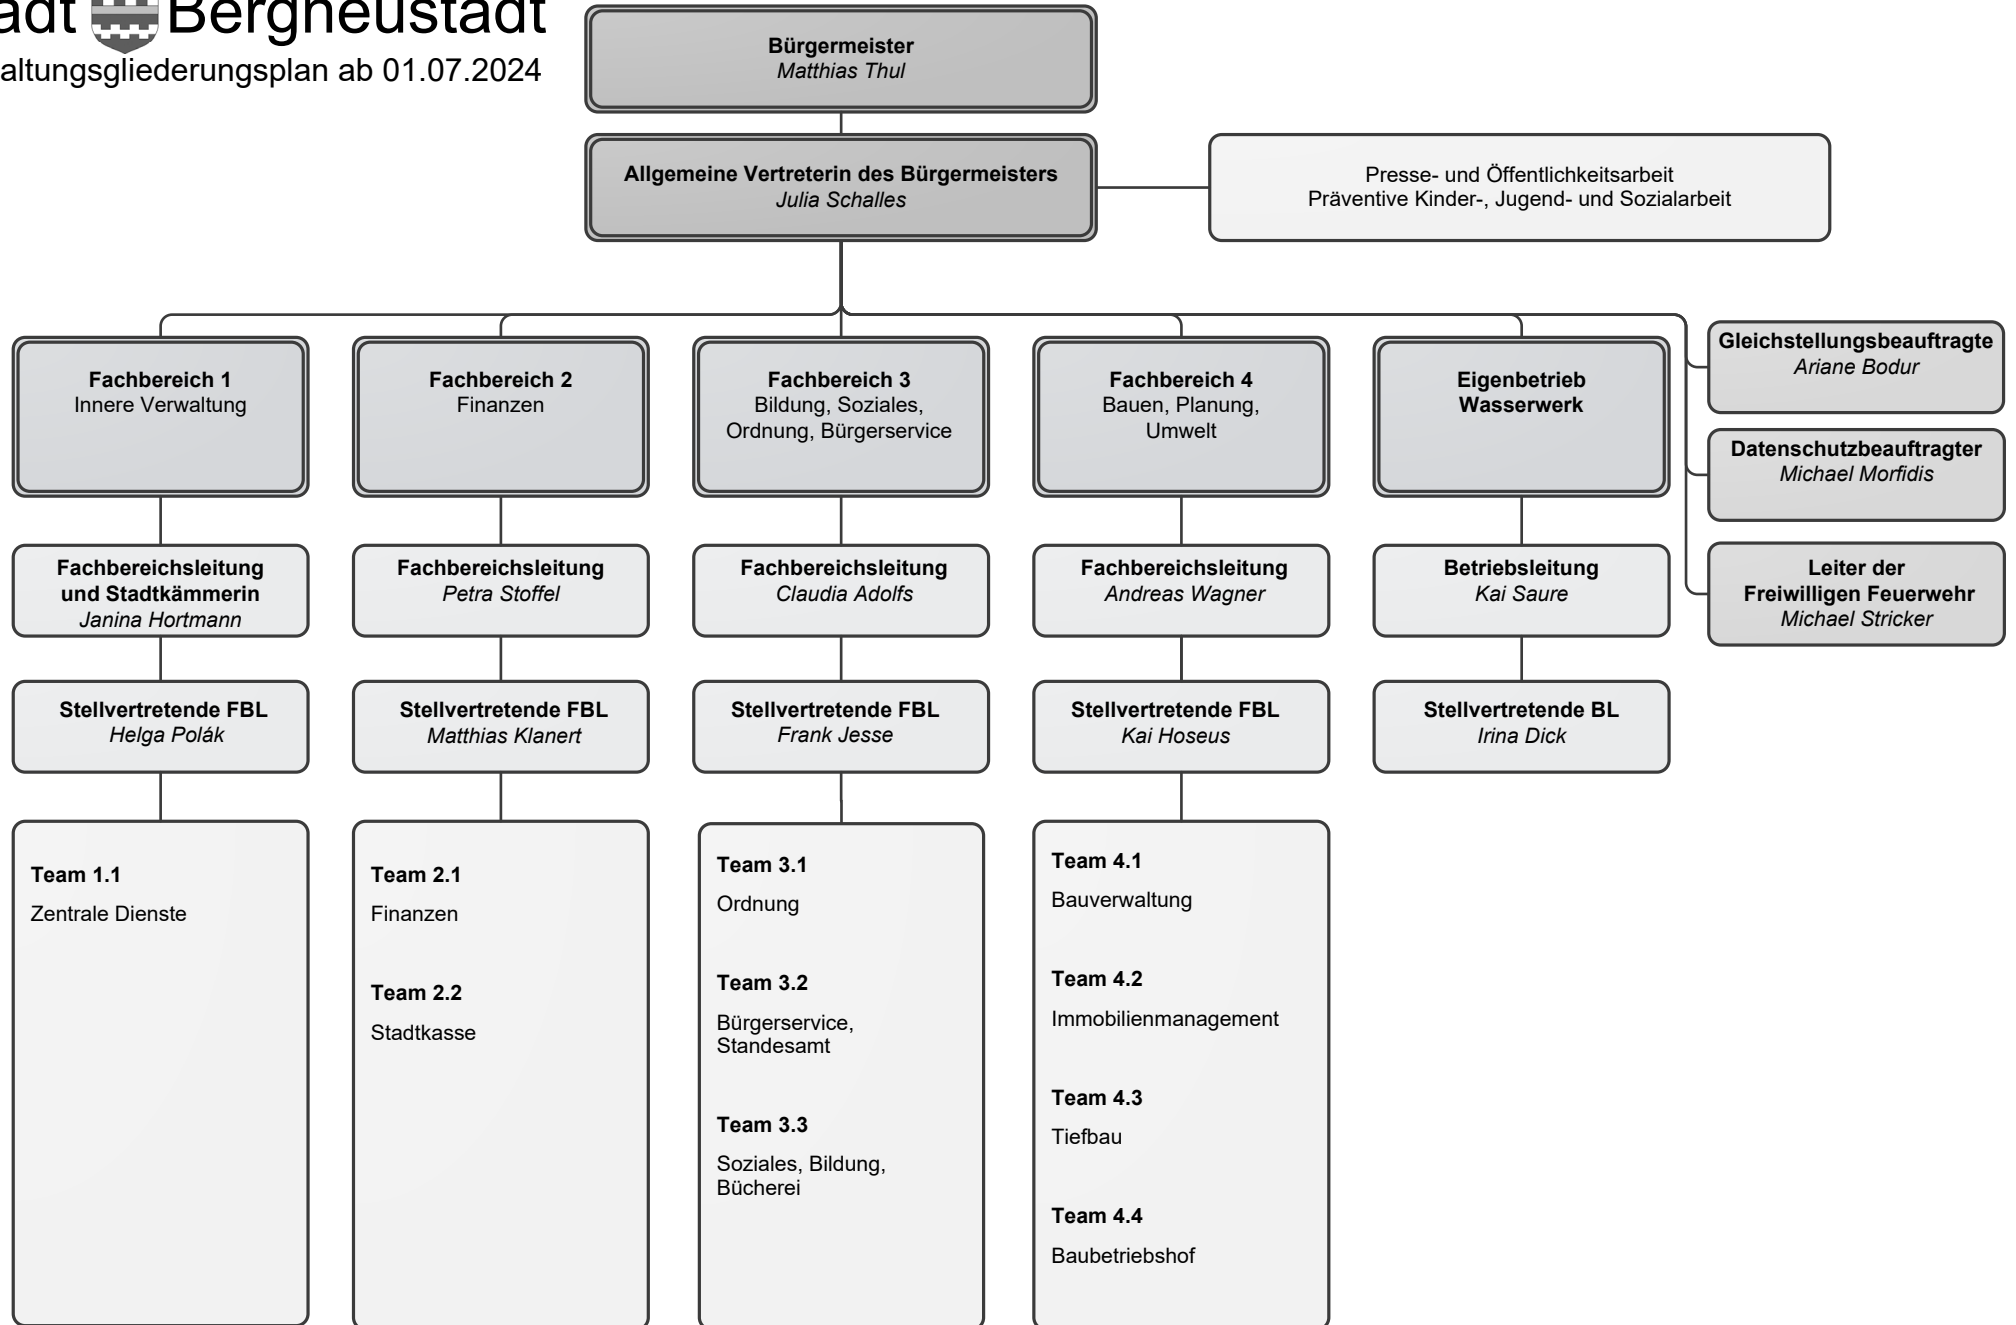 adt Bergneustadt
altungsgliederungsplan ab 01.07.2024
Bürgermeister
Matthias Thul
Allgemeine Vertreterin des Bürgermeisters
Julia Schalles
Presse- und Öffentlichkeitsarbeit
Präventive Kinder-, Jugend- und Sozialarbeit
Fachbereich 1
Innere Verwaltung
Fachbereich 2
Finanzen
Fachbereich 3
Bildung, Soziales,
Ordnung, Bürgerservice
Fachbereich 4
Bauen, Planung,
Umwelt
Eigenbetrieb
Wasserwerk
Gleichstellungsbeauftragte
Ariane Bodur
Datenschutzbeauftragter
Michael Morfidis
Leiter der
Freiwilligen Feuerwehr
Michael Stricker
Fachbereichsleitung
und Stadtkämmerin
Janina Hortmann
Fachbereichsleitung
Petra Stoffel
Fachbereichsleitung
Claudia Adolfs
Fachbereichsleitung
Andreas Wagner
Betriebsleitung
Kai Saure
Stellvertretende FBL
Helga Polák
Stellvertretende FBL
Matthias Klanert
Stellvertretende FBL
Frank Jesse
Stellvertretende FBL
Kai Hoseus
Stellvertretende BL
Irina Dick
Team 1.1
Zentrale Dienste
Team 2.1
Finanzen
Team 2.2
Stadtkasse
Team 3.1
Ordnung
Team 3.2
Bürgerservice,
Standesamt
Team 3.3
Soziales, Bildung,
Bücherei
Team 4.1
Bauverwaltung
Team 4.2
Immobilienmanagement
Team 4.3
Tiefbau
Team 4.4
Baubetriebshof